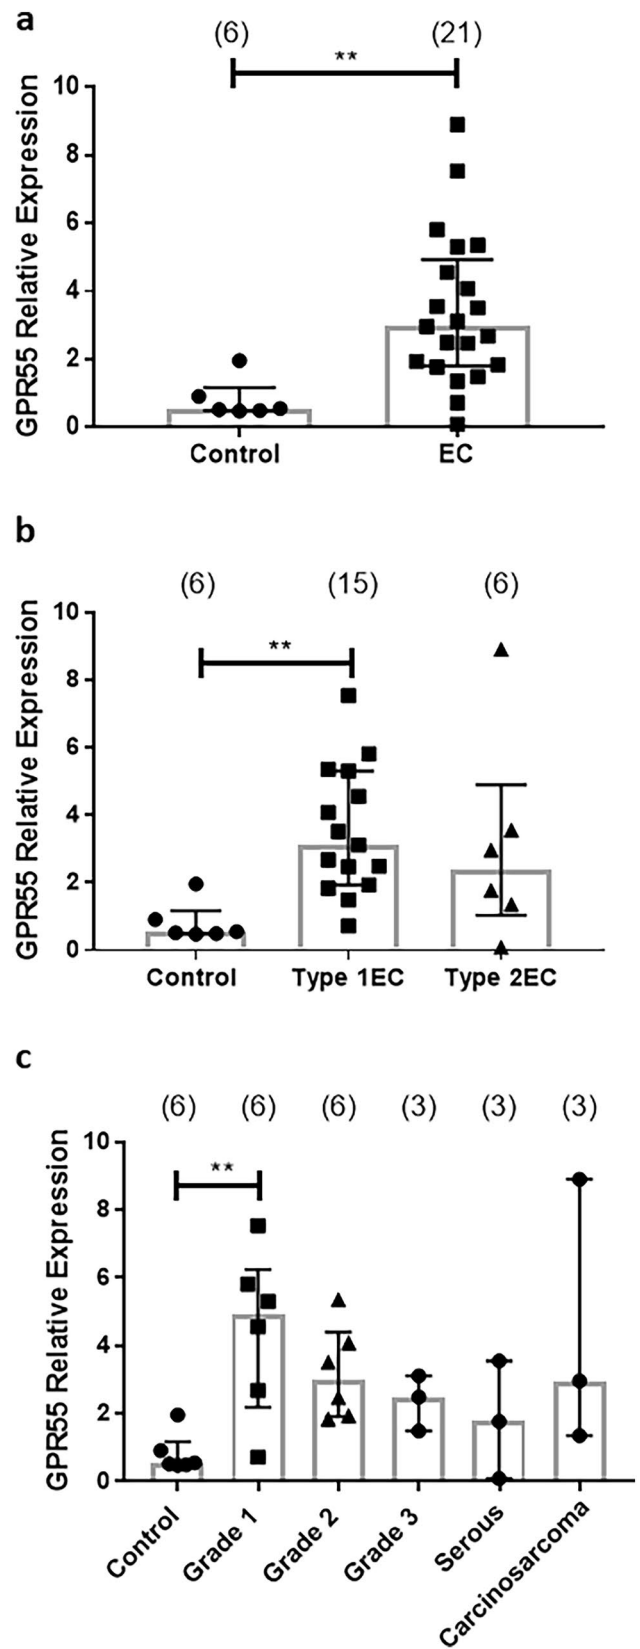 a
(6) (21)
**
GPR55 Relative Expression
10
8
6
4
2
0
Control EC
b
(6) (15) (6)
**
GPR55 Relative Expression
10
8
6
4
2
0
Control Type 1EC Type 2EC
c
(6) (6) (6) (3) (3) (3)
**
GPR55 Relative Expression
10
8
6
4
2
0
Control
Grade 1
Grade 2
Grade 3
Serous
Carcinosarcoma